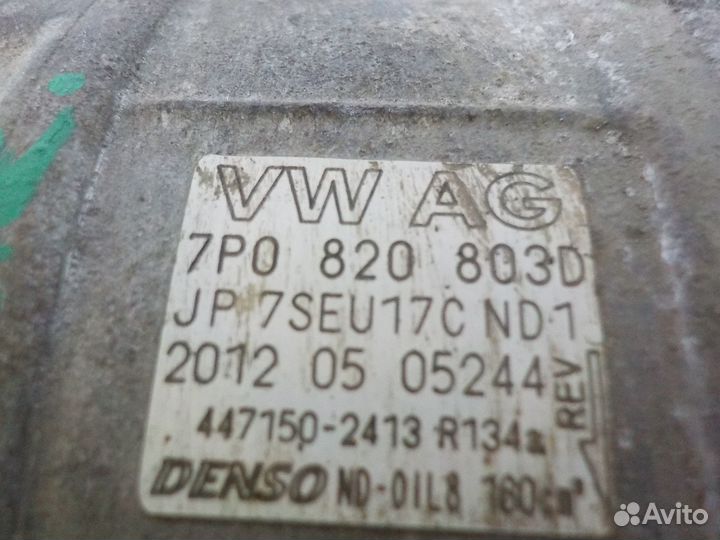 VW AG
7P0 820 803D
JP 7SEU17C ND1
2012 05 05244
REV
447150-2413 R134a
DENSO ND-OIL8 160cm³
Avito